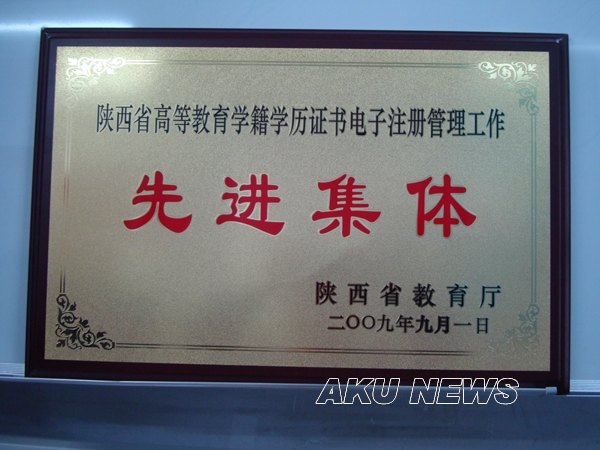 陕西省高等教育学籍学历证书电子注册管理工作
先进集体
陕西省教育厅
二〇〇九年九月一日
AKU NEWS